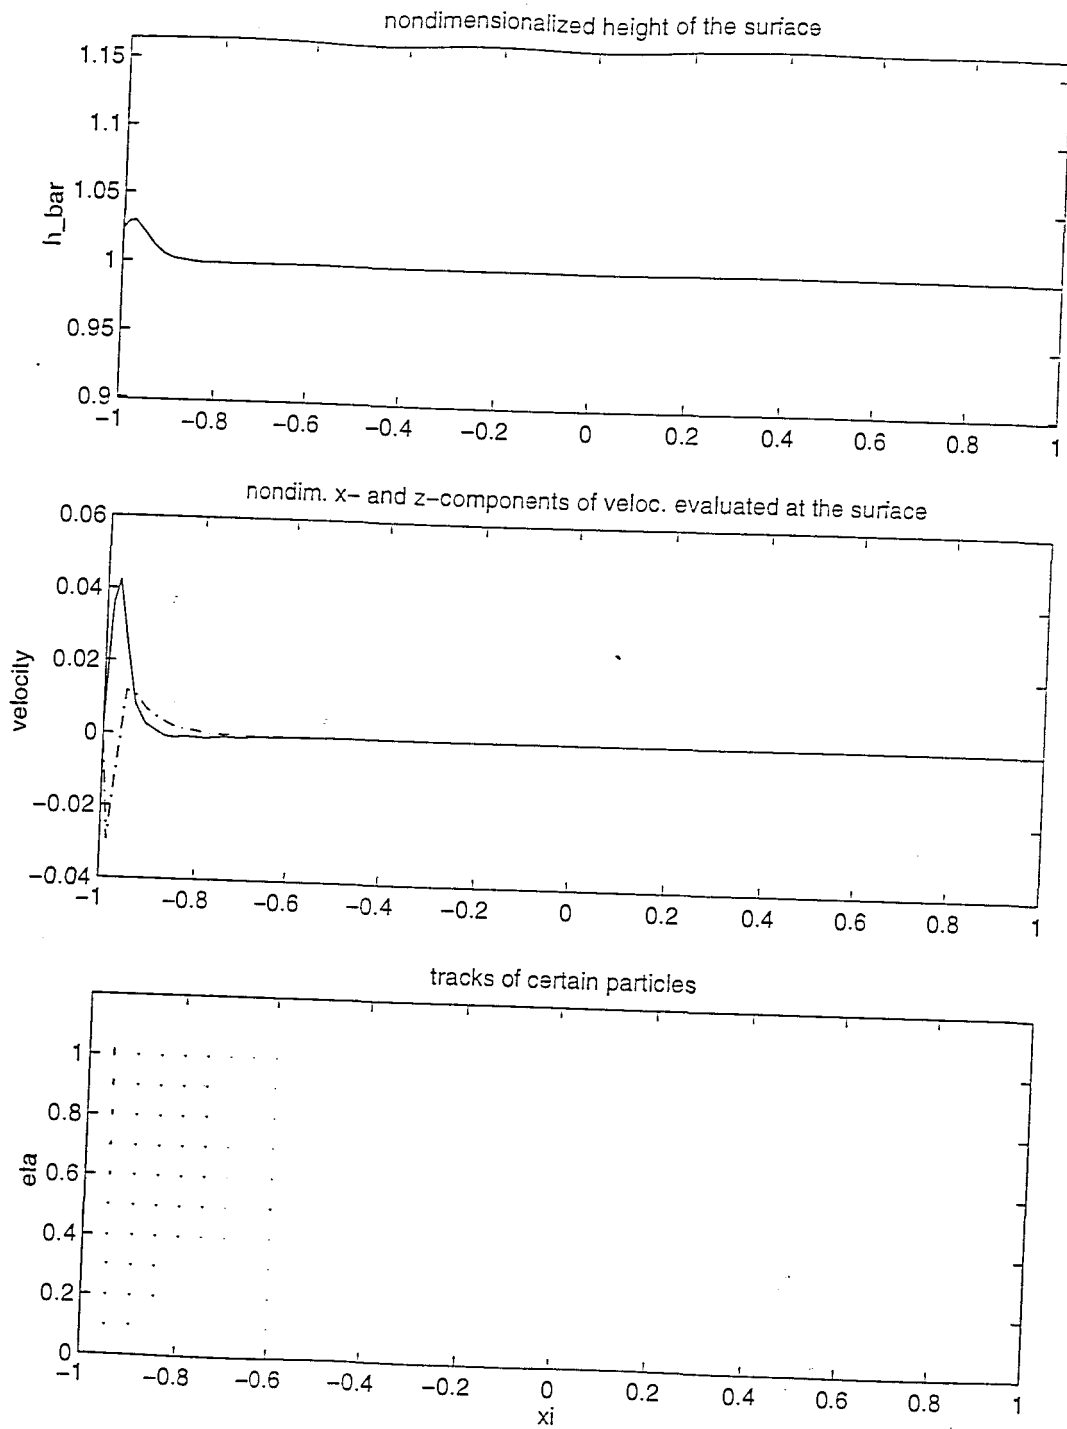 nondimensionalized height of the surface
1.15
1.1
1.05
1
0.95
0.9
h_bar
-1 -0.8 -0.6 -0.4 -0.2 0 0.2 0.4 0.6 0.8 1
nondim. x- and z-components of veloc. evaluated at the surface
0.06
0.04
0.02
0
-0.02
-0.04
velocity
-1 -0.8 -0.6 -0.4 -0.2 0 0.2 0.4 0.6 0.8 1
tracks of certain particles
1
0.8
0.6
0.4
0.2
0
eta
-1 -0.8 -0.6 -0.4 -0.2 0 0.2 0.4 0.6 0.8 1
xi